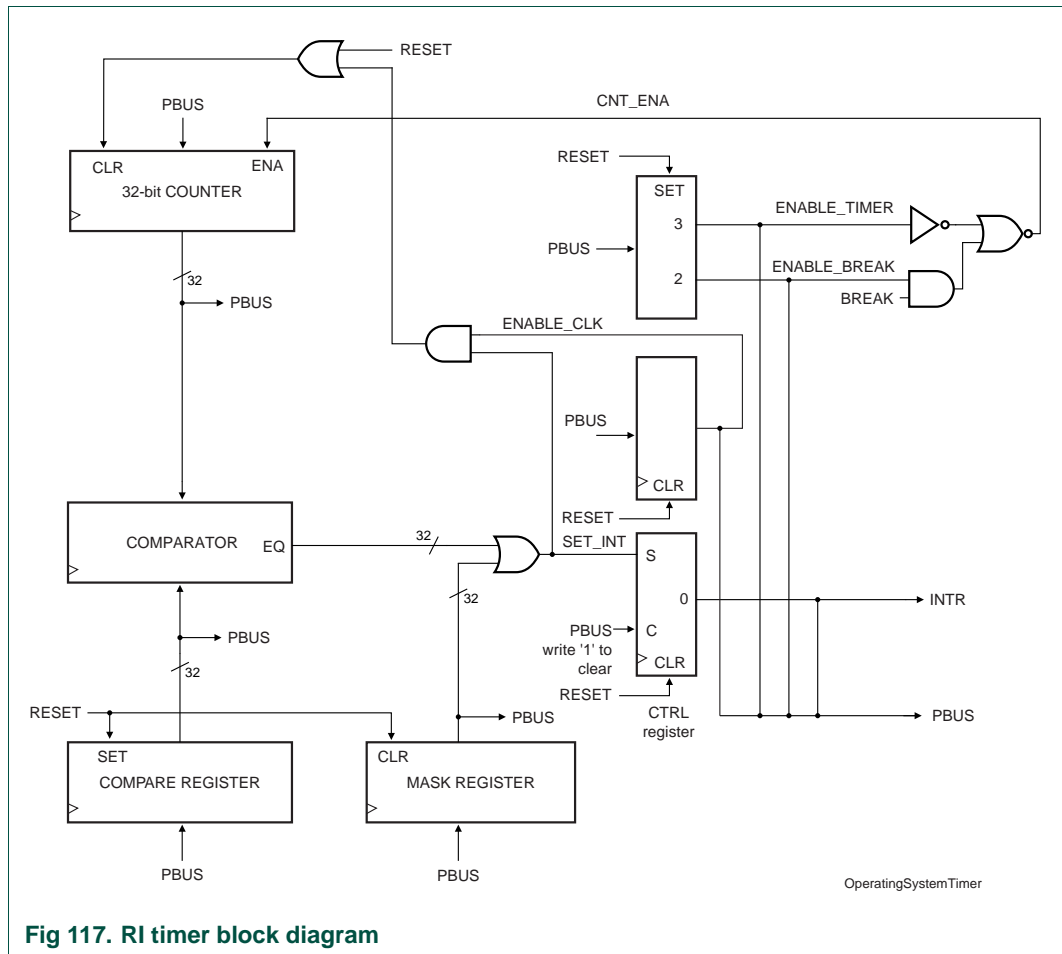 RESET
PBUS
CNT_ENA
CLR
ENA
32-bit COUNTER
RESET
SET
3
ENABLE_TIMER
PBUS
2
ENABLE_BREAK
BREAK
32
PBUS
ENABLE_CLK
PBUS
CLR
RESET
COMPARATOR
EQ
32
SET_INT
S
0
INTR
32
PBUS
write '1' to
clear
C
CLR
RESET
PBUS
32
RESET
PBUS
CTRL
register
PBUS
SET
COMPARE REGISTER
CLR
MASK REGISTER
PBUS
PBUS
OperatingSystemTimer
Fig 117. RI timer block diagram